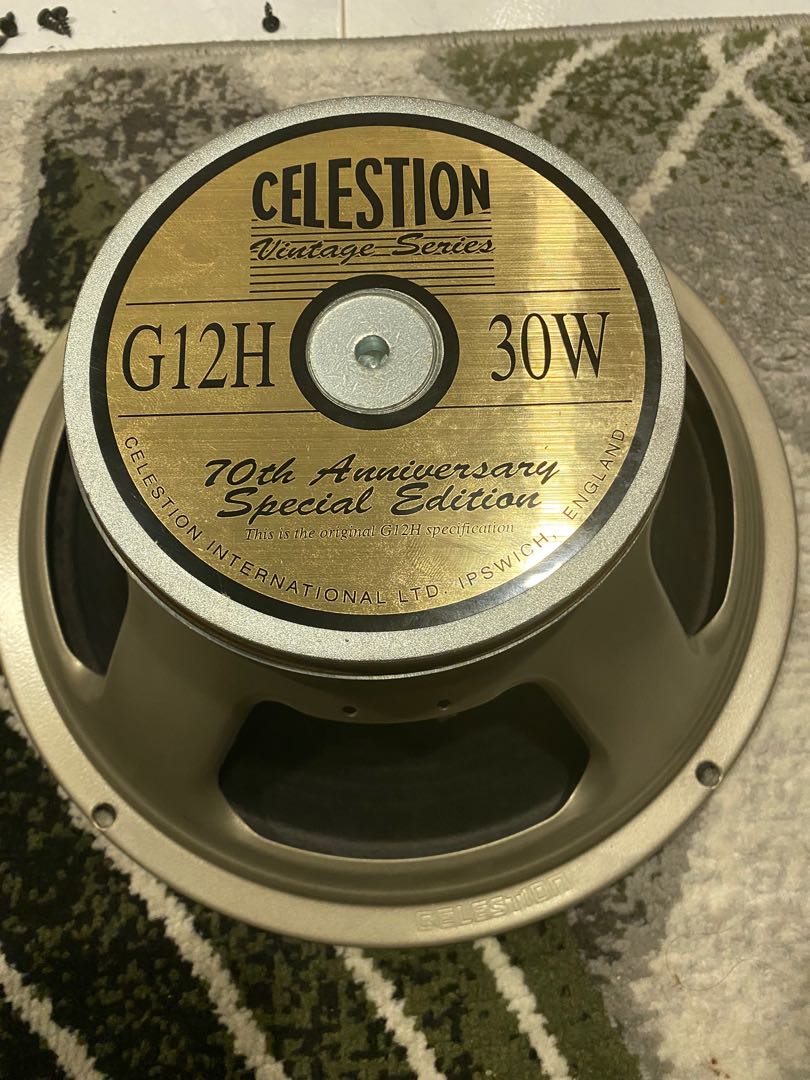 CELESTION
Vintage Series
G12H 30W
70th Anniversary
Special Edition
This is the original G12H specification
CELESTION INTERNATIONAL LTD. IPSWICH, ENGLAND
CELESTION